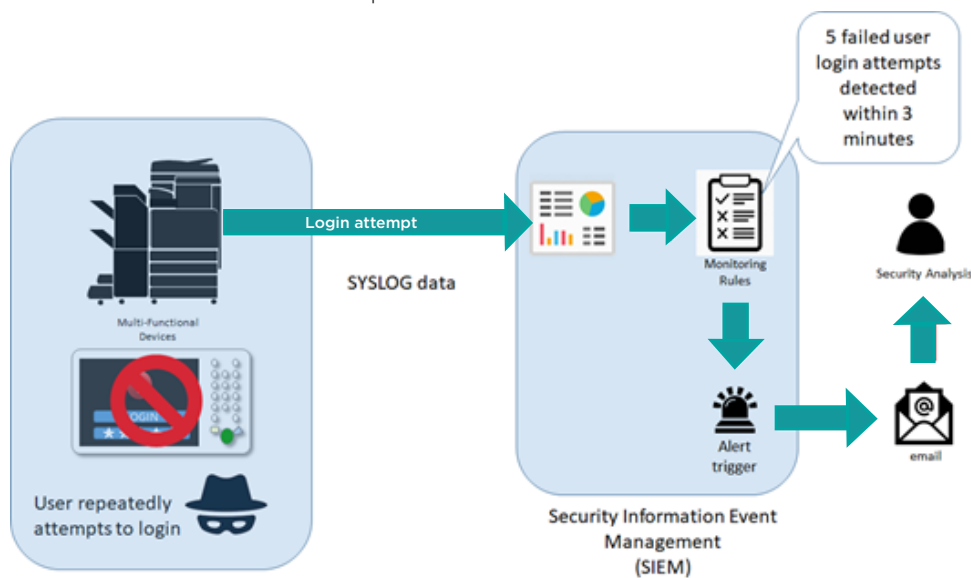 5 failed user
login attempts
detected
within 3
minutes
Login attempt
SYSLOG data
Multi-Functional
Devices
LOGIN
User repeatedly
attempts to login
Monitoring
Rules
Alert
trigger
Security Information Event
Management
(SIEM)
@
email
Security Analysis